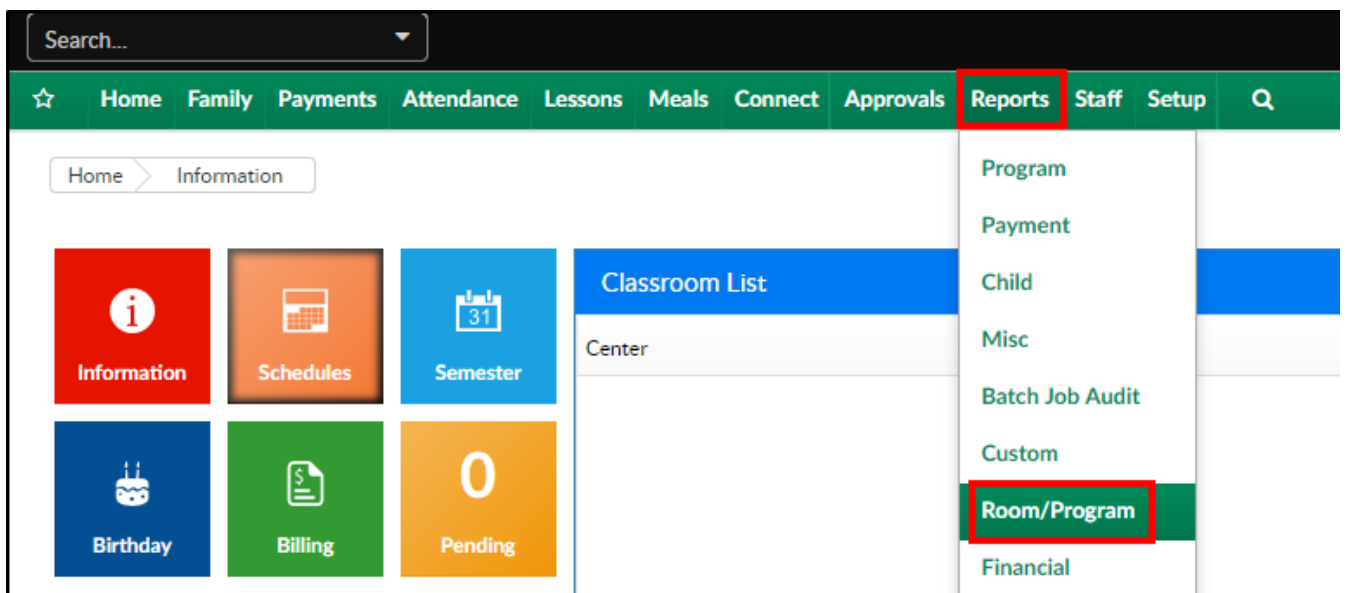 Search...
Home Family Payments Attendance Lessons Meals Connect Approvals Reports Staff Setup
Home Information
Program
Payment
Child
Misc
Batch Job Audit
Custom
Room/Program
Financial
Information
Schedules
31
Semester
Birthday
$
Billing
0
Pending
Classroom List
Center